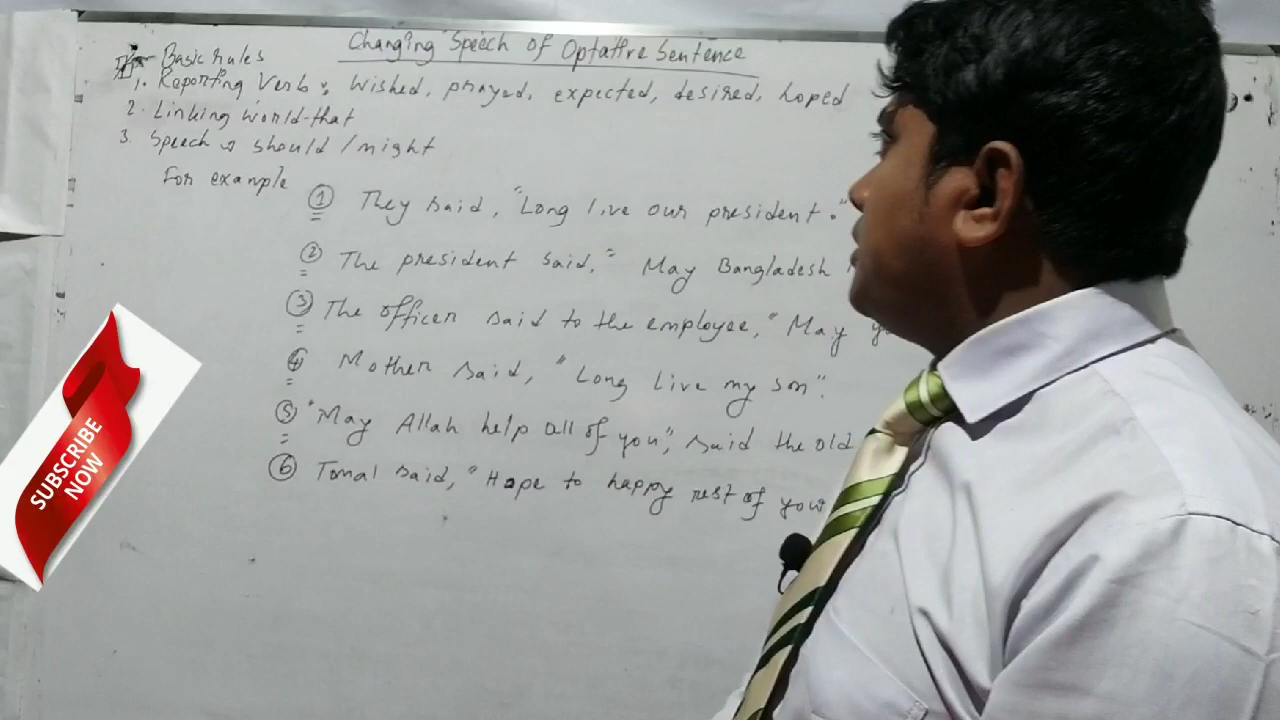 Changing Speech of Optative Sentence
Basic rules
1. Reporting Verb: Wished, prayed, expected, desired, hoped
2. Linking world-that
3. Speech should/might
For example
① They said, "Long live our president."
② The president said, "May Bangladesh
③ The officer said to the employee, "May
④ Mother said, "Long live my son".
⑤ "May Allah help all of you", said the old
⑥ Tomal said, "Hope to happy rest of your
SUBSCRIBE
NOW